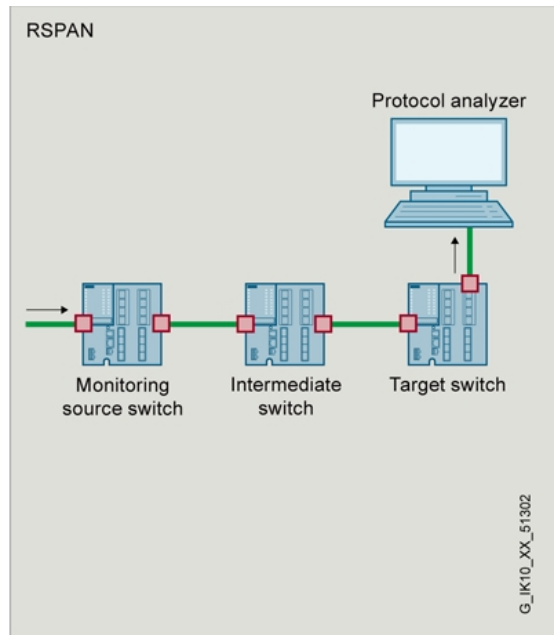 RSPAN
Protocol analyzer
Monitoring
source switch
Intermediate
switch
Target switch
G_IK10_XX_51302